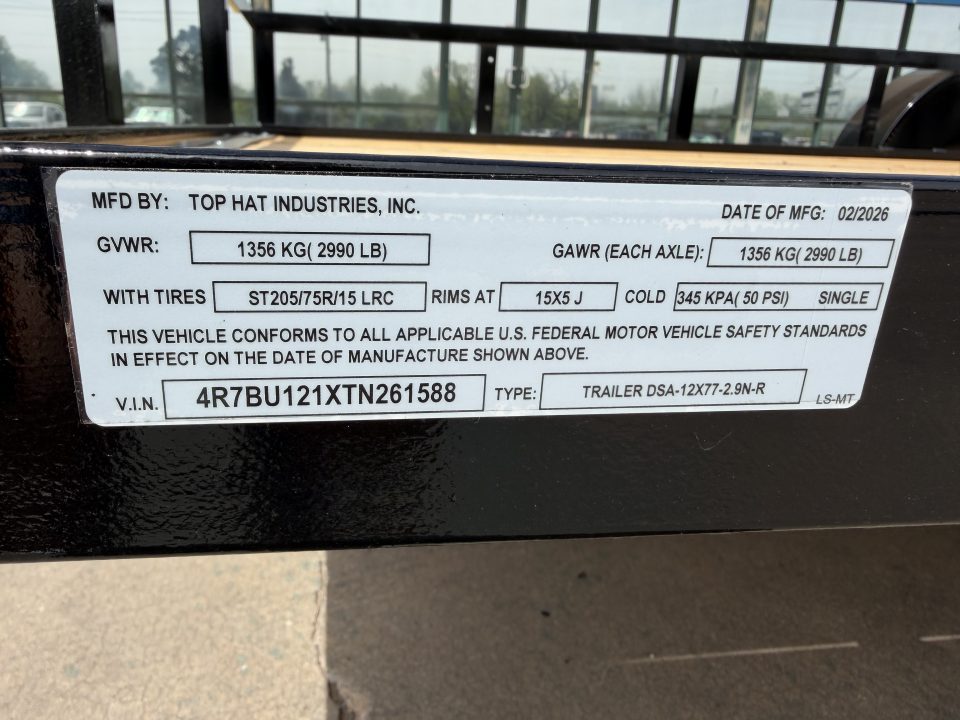 MFD BY: TOP HAT INDUSTRIES, INC. DATE OF MFG: 02/2026
GVWR: 1356 KG( 2990 LB) GAWR (EACH AXLE): 1356 KG( 2990 LB)
WITH TIRES ST205/75R/15 LRC RIMS AT 15X5 J COLD 345 KPA( 50 PSI) SINGLE
THIS VEHICLE CONFORMS TO ALL APPLICABLE U.S. FEDERAL MOTOR VEHICLE SAFETY STANDARDS
IN EFFECT ON THE DATE OF MANUFACTURE SHOWN ABOVE.
V.I.N. 4R7BU121XTN261588 TYPE: TRAILER DSA-12X77-2.9N-R
LS-MT